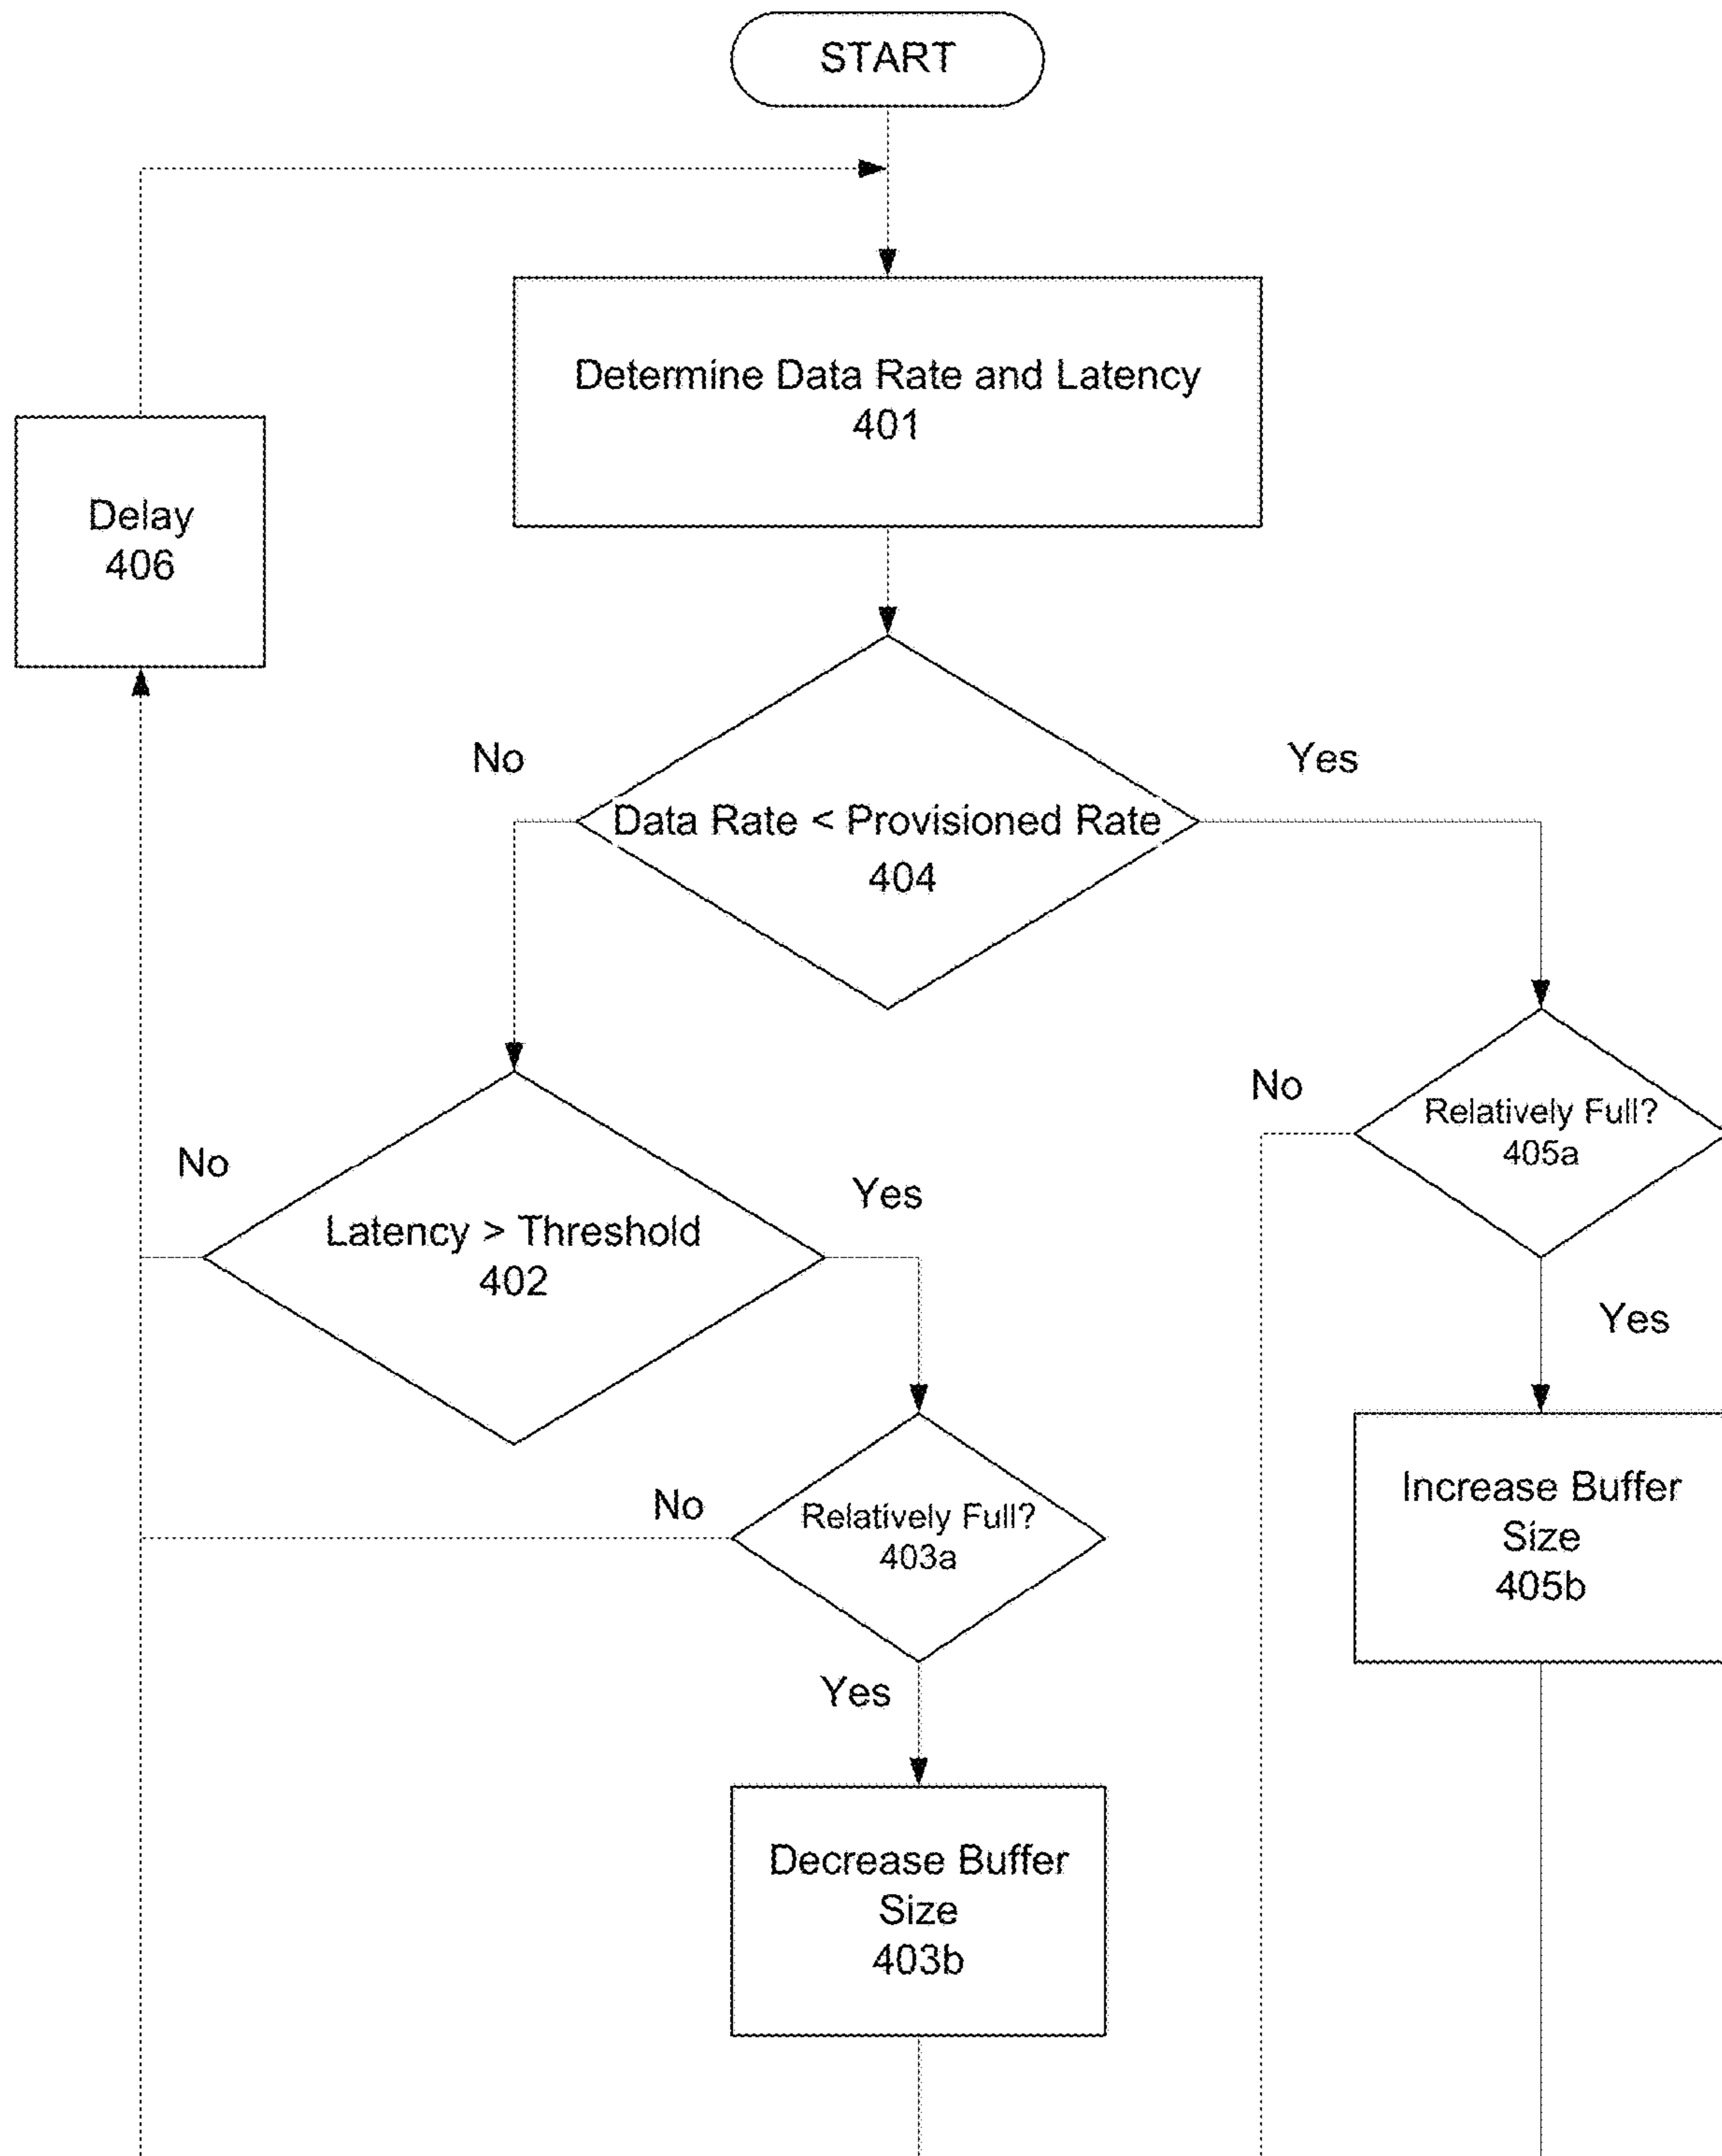 START
Determine Data Rate and Latency
401
Delay
406
No
Yes
Data Rate < Provisioned Rate
404
No
Relatively Full?
405a
No
Yes
Latency > Threshold
402
Yes
No
Relatively Full?
403a
Increase Buffer
Size
405b
Yes
Decrease Buffer
Size
403b